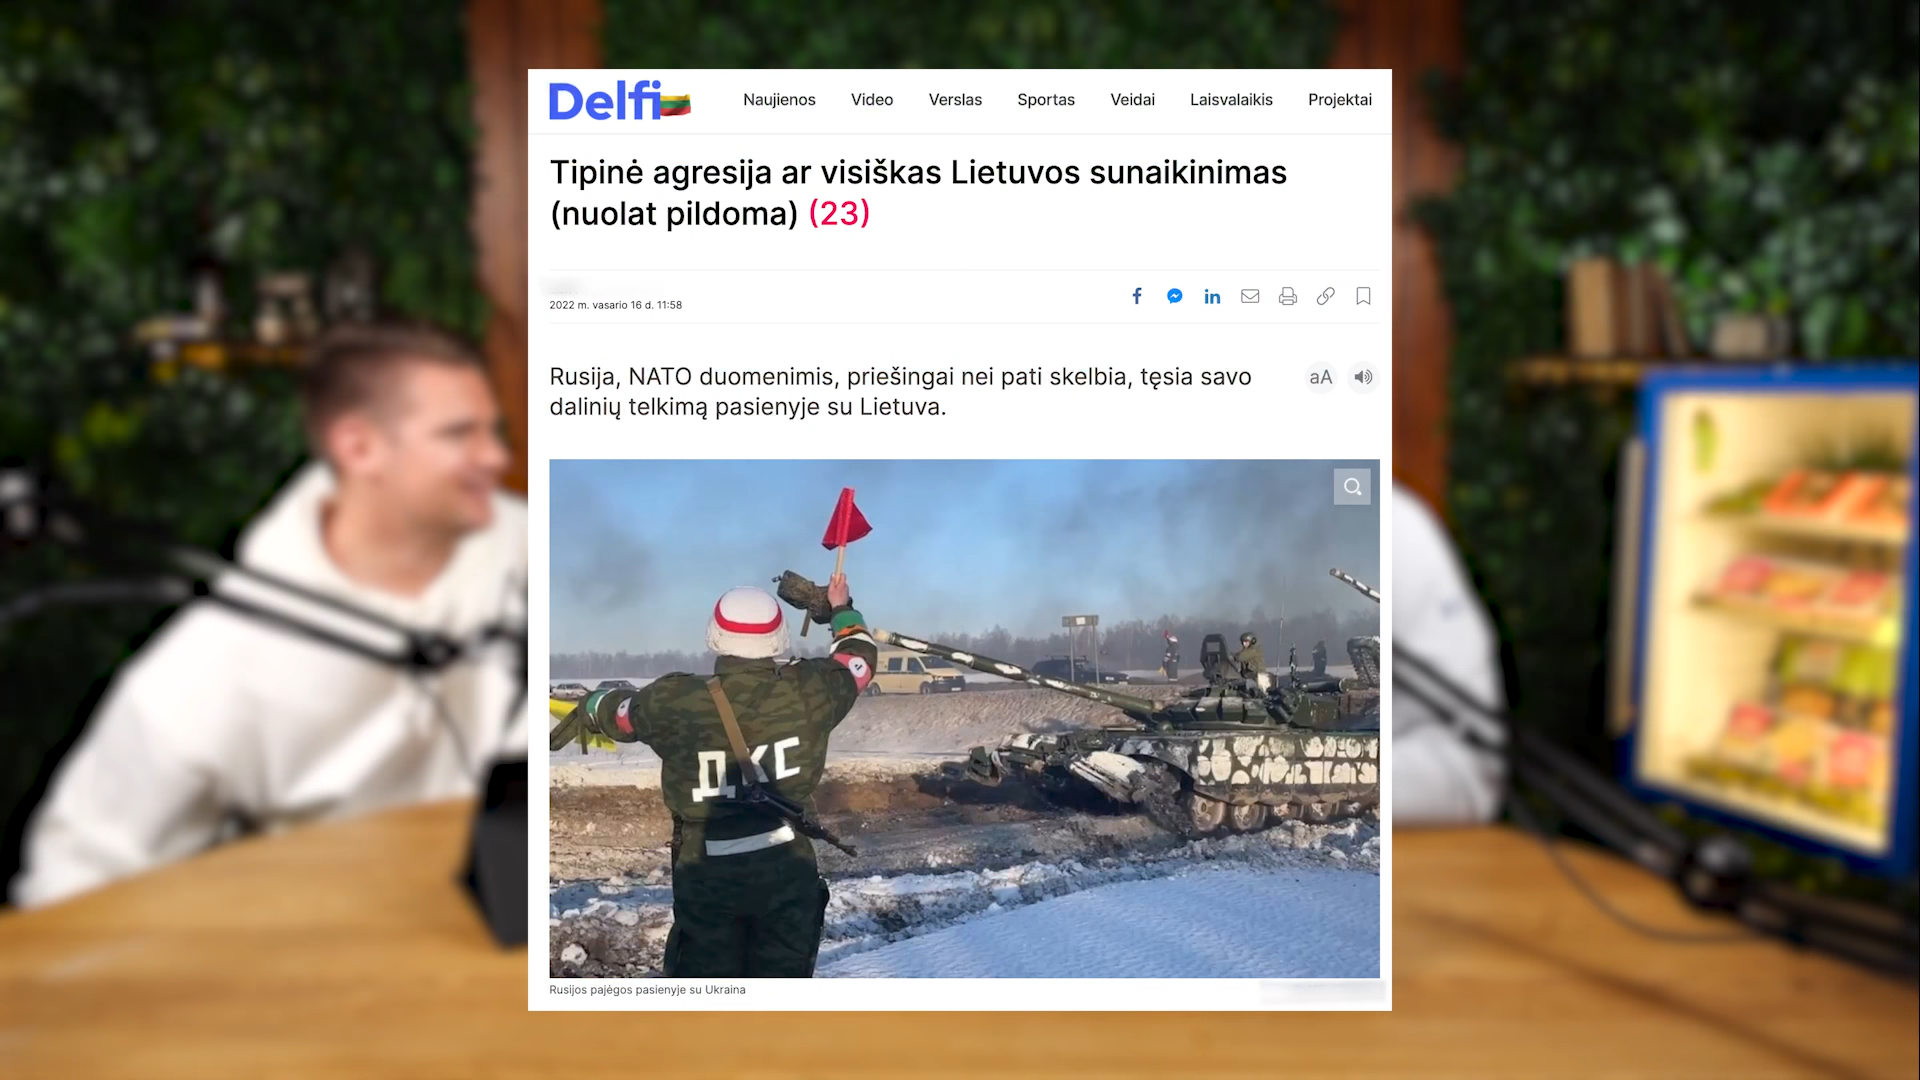 Delfi
Naujienos Video Verslas Sportas Veidai Laisvalaikis Projektai
Tipinė agresija ar visiškas Lietuvos sunaikinimas
(nuolat pildoma) (23)
2022 m. vasario 16 d. 11:58
Rusija, NATO duomenimis, priešingai nei pati skelbia, tęsia savo
dalinių telkimą pasienyje su Lietuva.
aA
ДКС
Rusijos pajėgos pasienyje su Ukraina